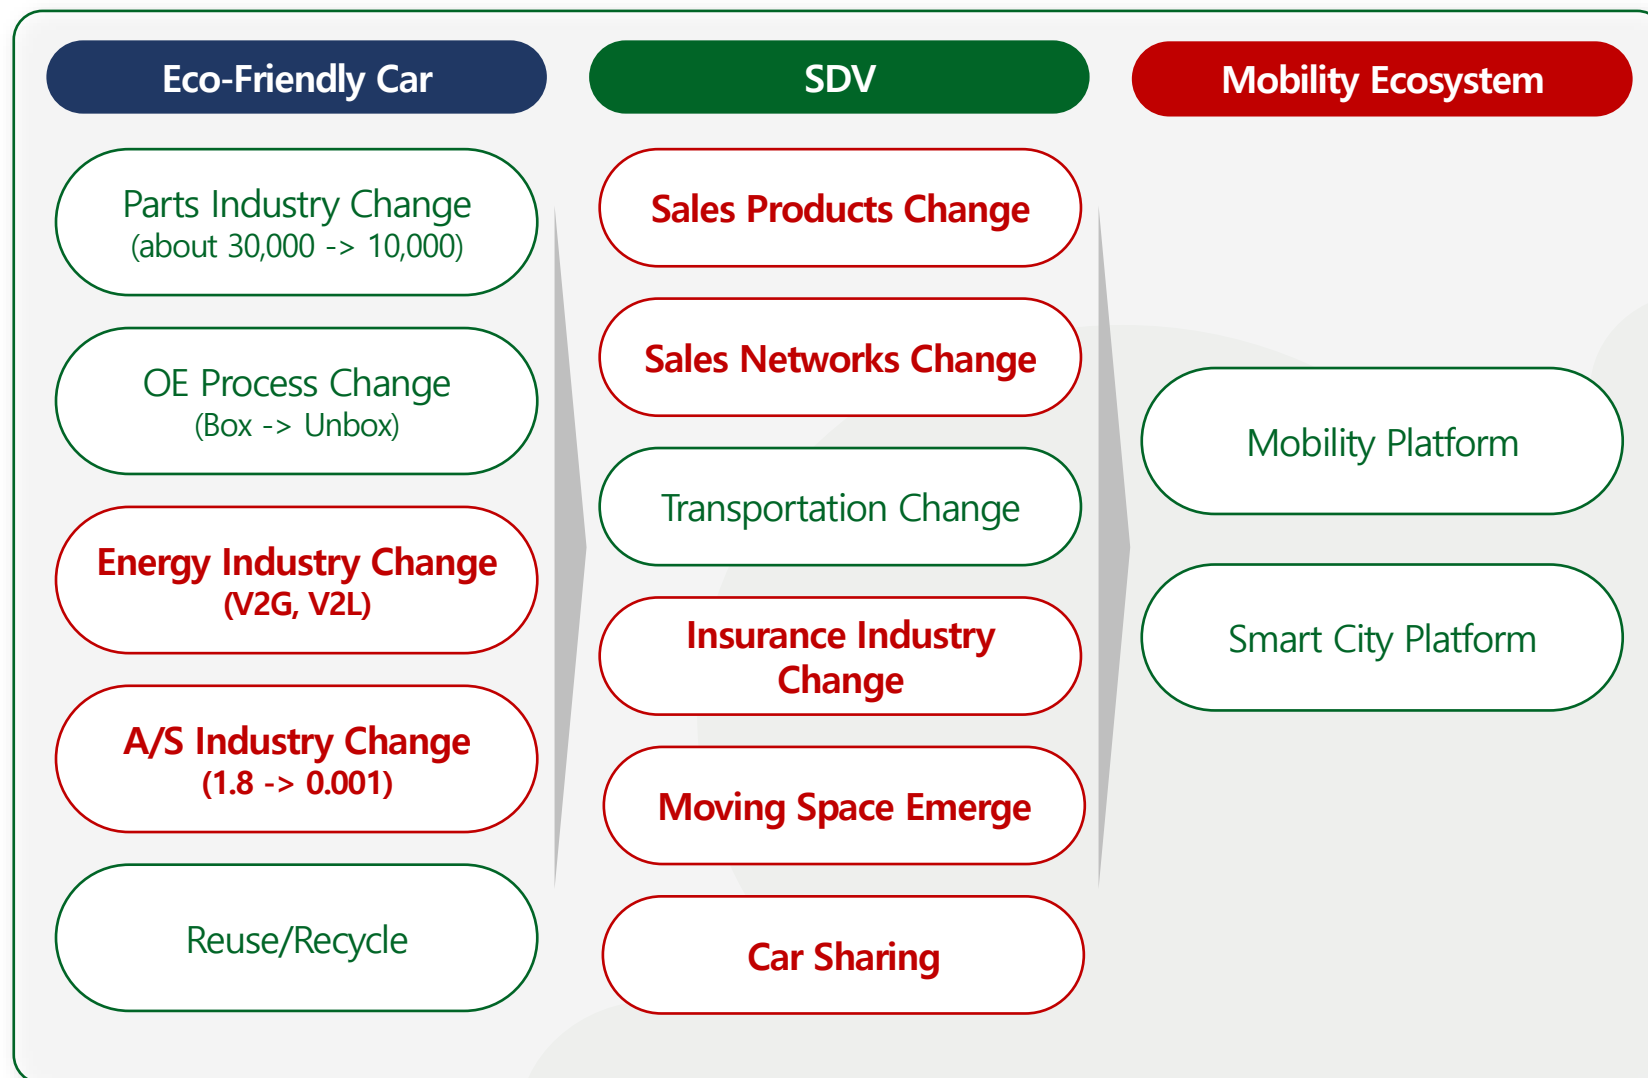 Eco-Friendly Car
Parts Industry Change
(about 30,000 -> 10,000)
OE Process Change
(Box -> Unbox)
Energy Industry Change
(V2G, V2L)
A/S Industry Change
(1.8 -> 0.001)
Reuse/Recycle
SDV
Sales Products Change
Sales Networks Change
Transportation Change
Insurance Industry
Change
Moving Space Emerge
Car Sharing
Mobility Ecosystem
Mobility Platform
Smart City Platform